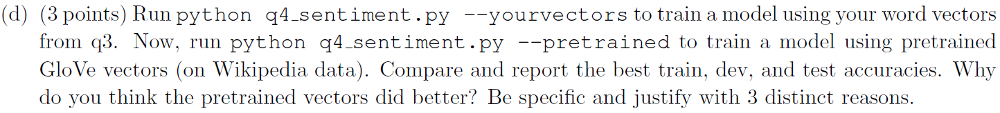 (d) (3 points) Run python q4_sentiment.py --yourvectors to train a model using your word vectors
from q3. Now, run python q4_sentiment.py --pretrained to train a model using pretrained
GloVe vectors (on Wikipedia data). Compare and report the best train, dev, and test accuracies. Why
do you think the pretrained vectors did better? Be specific and justify with 3 distinct reasons.